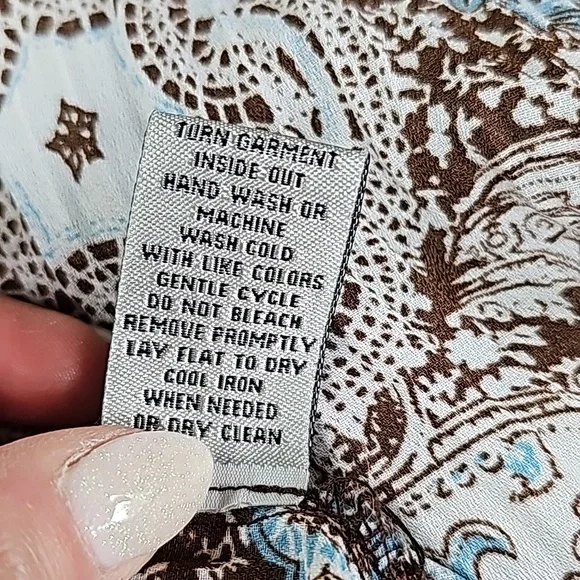 TURN GARMENT
INSIDE OUT
HAND WASH OR
MACHINE
WASH COLD
WITH LIKE COLORS
GENTLE CYCLE
DO NOT BLEACH
REMOVE PROMPTLY
LAY FLAT TO DRY
COOL IRON
WHEN NEEDED
OR DRY CLEAN